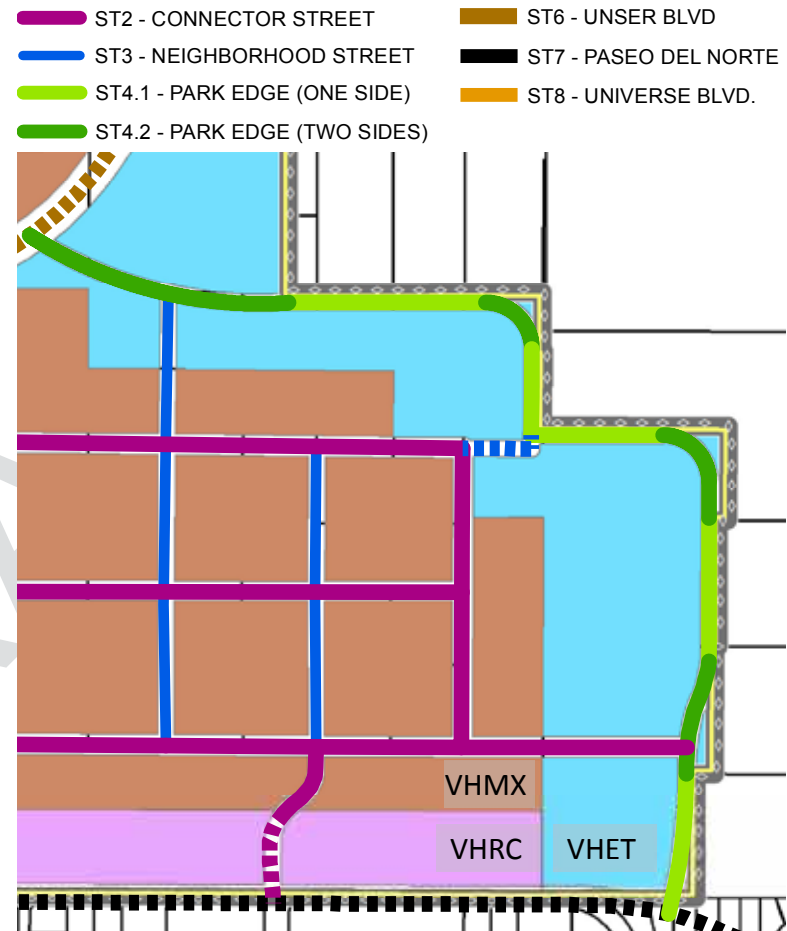 ST2 - CONNECTOR STREET
ST3 - NEIGHBORHOOD STREET
ST4.1 - PARK EDGE (ONE SIDE)
ST4.2 - PARK EDGE (TWO SIDES)
ST6 - UNSER BLVD
ST7 - PASEO DEL NORTE
ST8 - UNIVERSE BLVD.
VHMX
VHRC
VHET